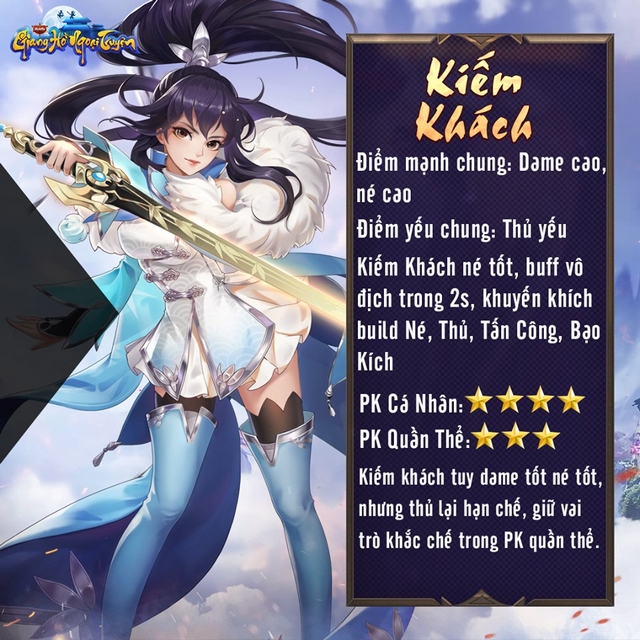 Giang Hồ Ngoại Truyện
Kiếm
Khách
Điểm mạnh chung: Dame cao,
né cao
Điểm yếu chung: Thủ yếu
Kiếm Khách né tốt, buff vô
địch trong 2s, khuyến khích
build Né, Thủ, Tấn Công, Bạo
Kích
PK Cá Nhân:
PK Quần Thể:
Kiếm khách tuy dame tốt né tốt,
nhưng thủ lại hạn chế, giữ vai
trò khắc chế trong PK quần thể.